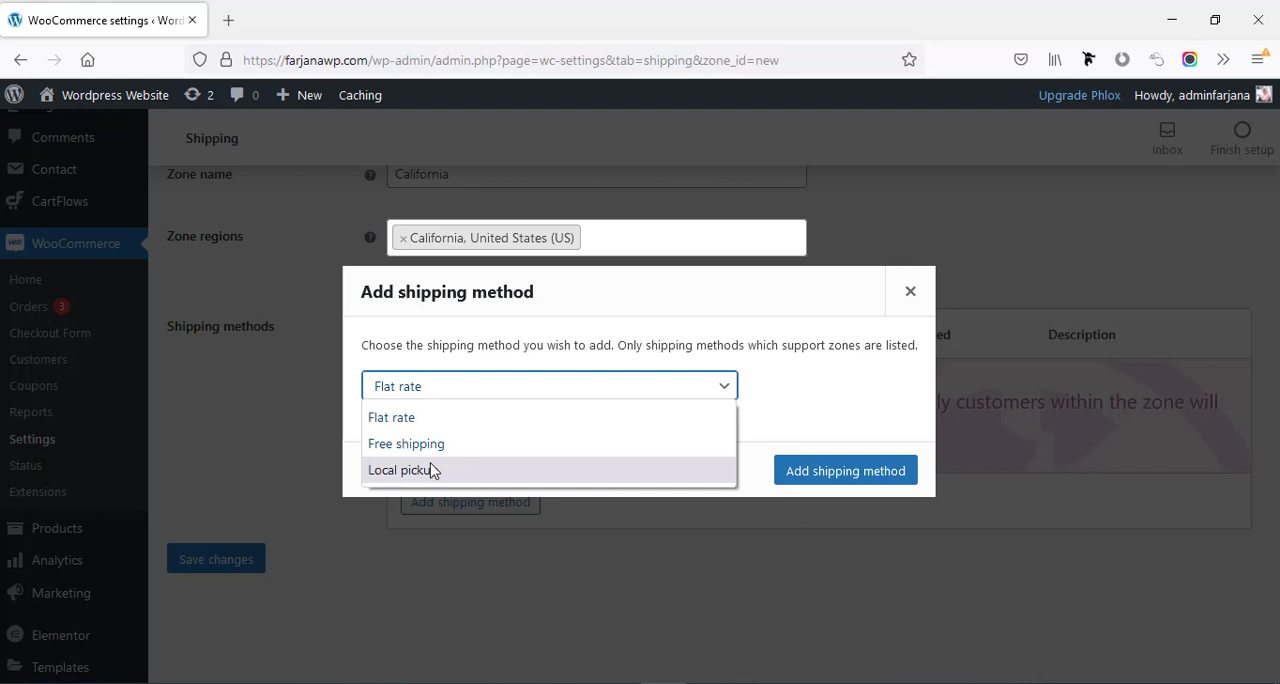 WooCommerce settings ‹ Word
https://farjanawp.com/wp-admin/admin.php?page=wc-settings&tab=shipping&zone_id=new
Wordpress Website 2 0 New Caching Upgrade Phlox Howdy, adminfarjana
Comments
Contact
CartFlows
WooCommerce
Home
Orders 3
Checkout Form
Customers
Coupons
Reports
Settings
Status
Extensions
Products
Analytics
Marketing
Elementor
Templates
Shipping
Inbox
Finish setup
Zone name
California
Zone regions
× California, United States (US)
Shipping methods
Description
ly customers within the zone will
Add shipping method
Save changes
Add shipping method
Choose the shipping method you wish to add. Only shipping methods which support zones are listed.
Flat rate
Flat rate
Free shipping
Local picku
Add shipping method